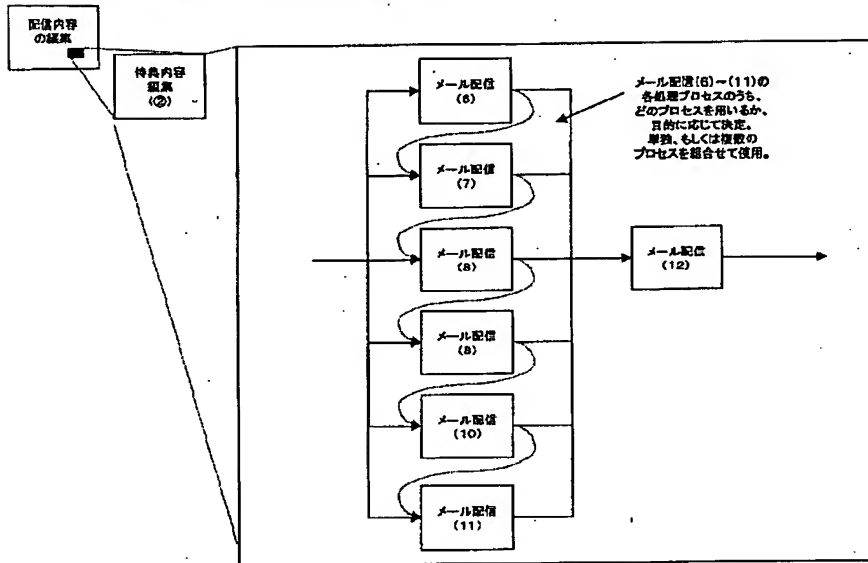 配信内容
の編集
特典内容
編集
(②)
メール配信
(6)
メール配信(6)~(11)の
各処理プロセスのうち、
どのプロセスを用いるか、
目的に応じて決定。
単独、もしくは複数の
プロセスを組合せて使用。
メール配信
(7)
メール配信
(8)
メール配信
(12)
メール配信
(8)
メール配信
(10)
メール配信
(11)